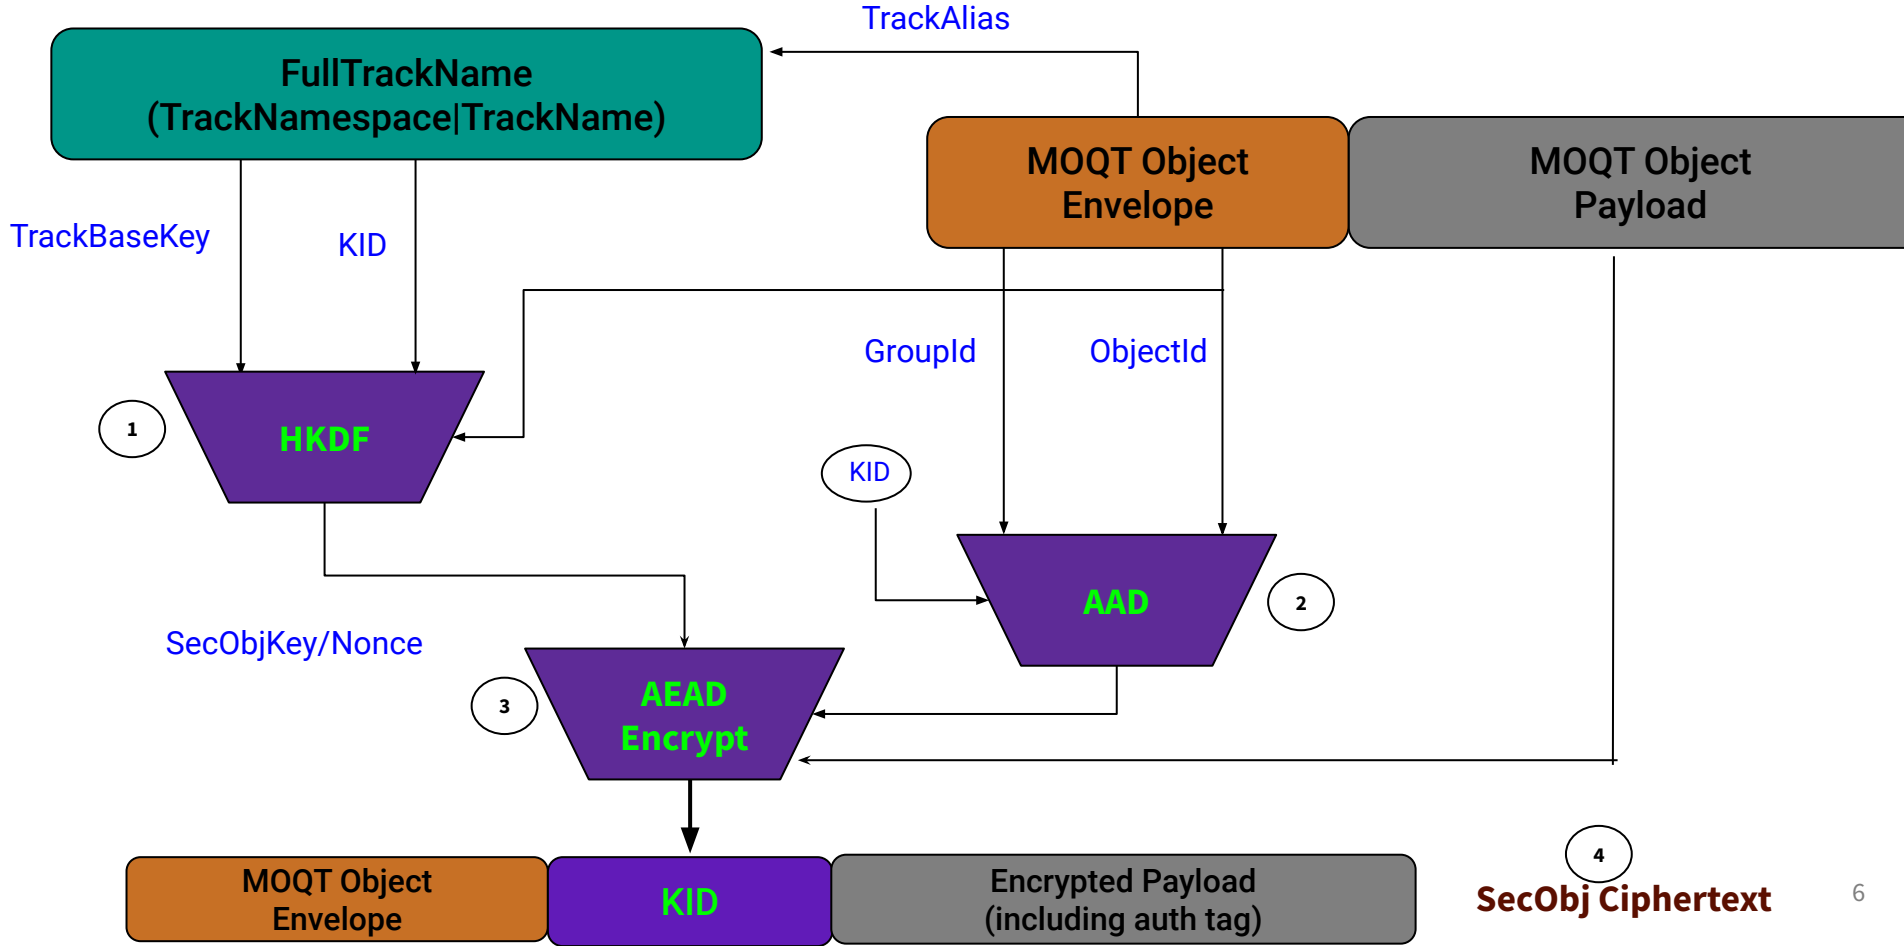 TrackAlias
FullTrackName
(TrackNamespace|TrackName)
MOQT Object
Envelope
MOQT Object
Payload
TrackBaseKey
KID
GroupId
ObjectId
1
HKDF
KID
AAD
2
SecObjKey/Nonce
3
AEAD
Encrypt
4
MOQT Object
Envelope
KID
Encrypted Payload
(including auth tag)
SecObj Ciphertext
6